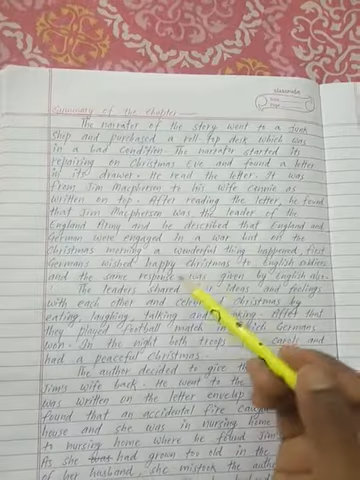 classmate
Date
Page
Summary of the chapter
The narrator of the story went to a junk
shop and purchased a roll-top desk which was
in a bad condition. The narrator started its
repairing on Christmas Eve and found a letter
in its drawer. He read the letter. It was
from Jim Macpherson to his wife Connie as
written on top. After reading the letter, he found
that Jim Macpherson was the leader of the
England Army and he described that England and
German were engaged in a war but on the
Christmas morning a wonderful thing happened, first
Germans wished happy Christmas to English soldiers
and the same response was given by English also.
The leaders shared their ideas and feelings
with each other and celebrated Christmas by
eating, laughing, talking and drinking. After that
they played football match in which Germans
won. In the night both troops carols and
had a peaceful Christmas.
The author decided to give the
Jim's wife back. He went to the
was written on the letter envelop
found that an accidental fire
house and she was in nursing home
to nursing home where he found Jim's
As she had grown too old in the
of her husband, she mistook the